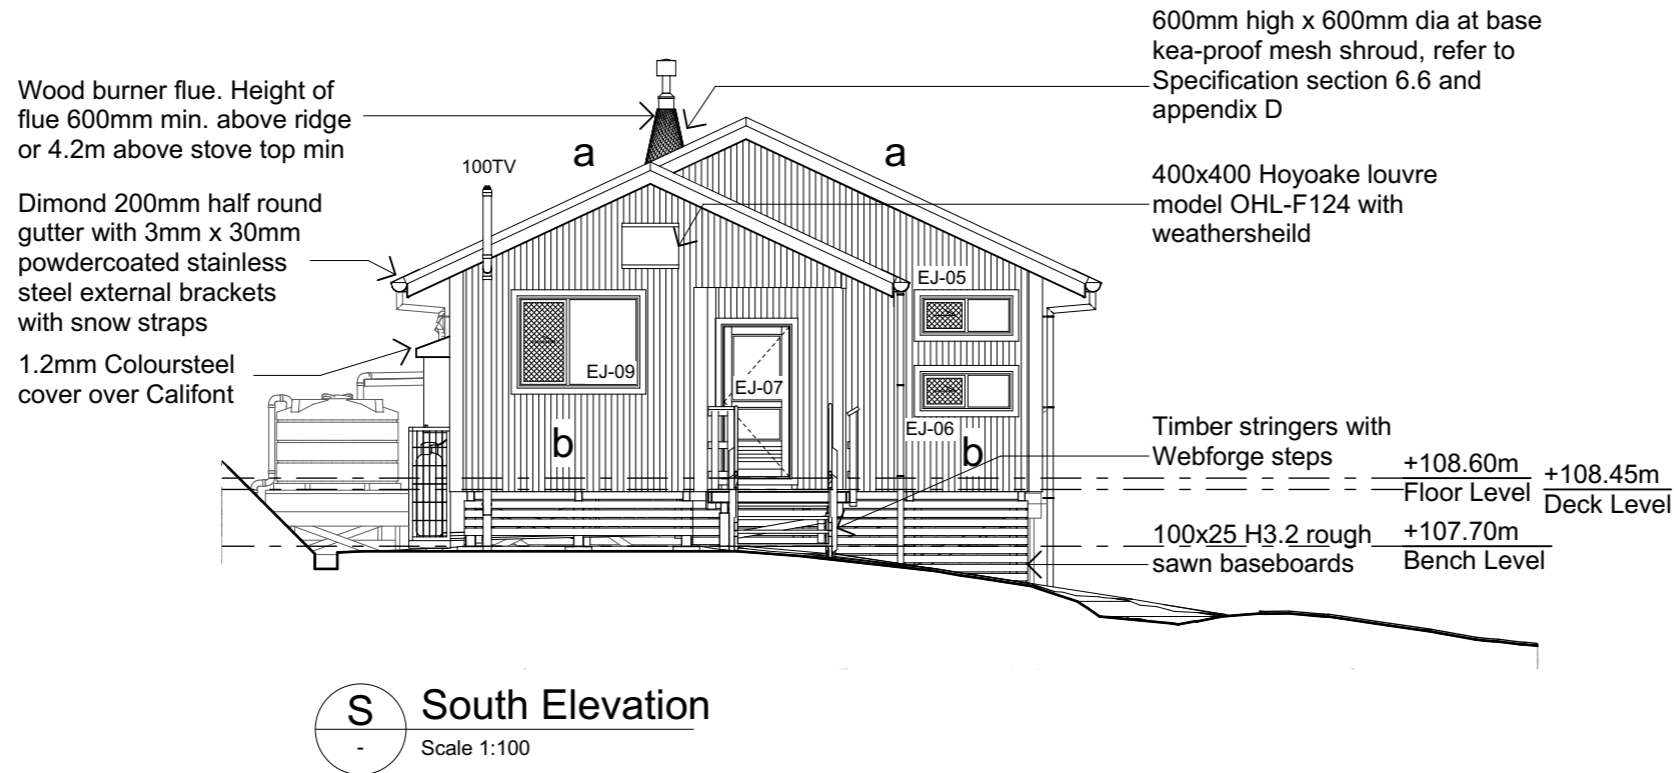 Wood burner flue. Height of
flue 600mm min. above ridge
or 4.2m above stove top min
Dimond 200mm half round
gutter with 3mm x 30mm
powdercoated stainless
steel external brackets
with snow straps
1.2mm Coloursteel
cover over Califont
600mm high x 600mm dia at base
kea-proof mesh shroud, refer to
Specification section 6.6 and
appendix D
400x400 Hoyoake louvre
model OHL-F124 with
weathersheild
Timber stringers with
Webforge steps
100x25 H3.2 rough
sawn baseboards
+108.60m
Floor Level
+108.45m
Deck Level
+107.70m
Bench Level
100TV
a
a
EJ-05
EJ-09
EJ-07
EJ-06
b
b
S
-
South Elevation
Scale 1:100